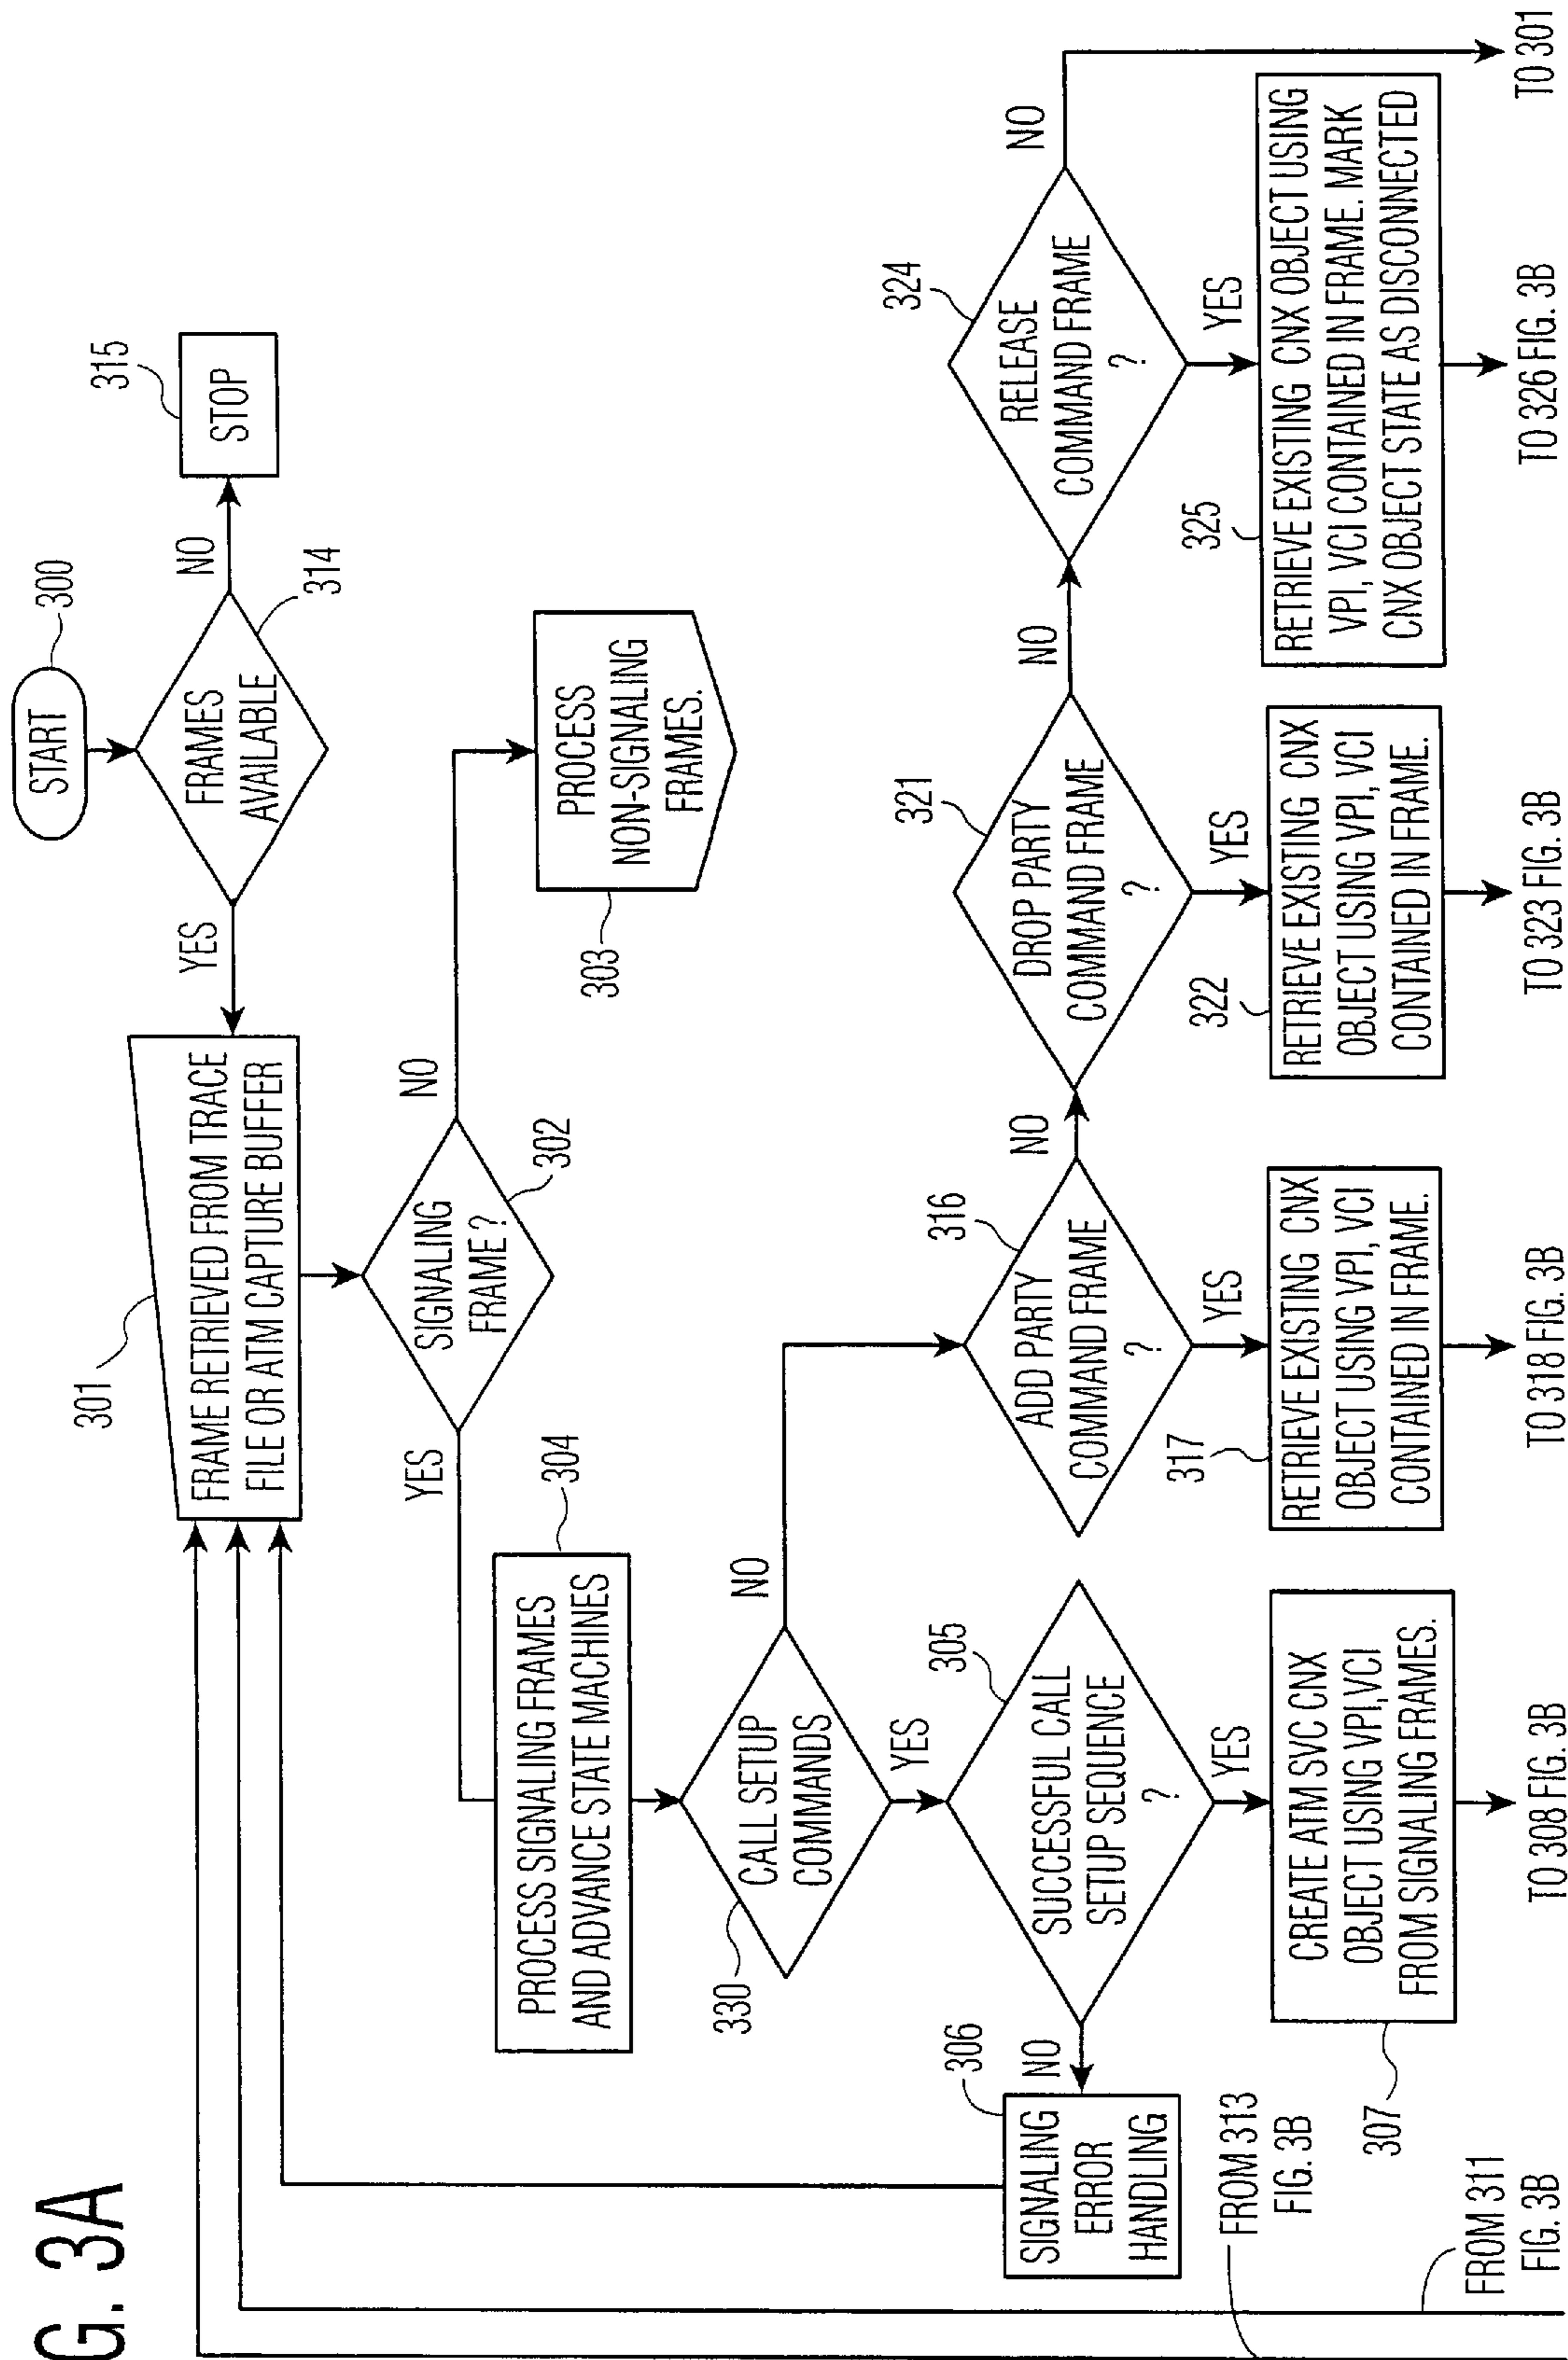 G. 3A
START
300
FRAMES
AVAILABLE
314
NO
STOP
315
YES
FRAME RETRIEVED FROM TRACE
FILE OR ATM CAPTURE BUFFER
301
SIGNALING
FRAME?
302
NO
PROCESS
NON-SIGNALING
FRAMES.
303
YES
PROCESS SIGNALING FRAMES
AND ADVANCE STATE MACHINES
304
CALL SETUP
COMMANDS
330
NO
YES
SUCCESSFUL CALL
SETUP SEQUENCE
?
305
NO
SIGNALING
ERROR
HANDLING
306
YES
CREATE ATM SVC CNX
OBJECT USING VPI,VCI
FROM SIGNALING FRAMES.
307
TO 308 FIG. 3B
ADD PARTY
COMMAND FRAME
?
316
NO
YES
RETRIEVE EXISTING CNX
OBJECT USING VPI, VCI
CONTAINED IN FRAME.
317
TO 318 FIG. 3B
DROP PARTY
COMMAND FRAME
?
321
NO
YES
RETRIEVE EXISTING CNX
OBJECT USING VPI, VCI
CONTAINED IN FRAME.
322
TO 323 FIG. 3B
RELEASE
COMMAND FRAME
?
324
NO
YES
RETRIEVE EXISTING CNX OBJECT USING
VPI, VCI CONTAINED IN FRAME. MARK
CNX OBJECT STATE AS DISCONNECTED
325
TO 326 FIG. 3B
TO 301
FROM 313
FIG. 3B
FROM 311
FIG. 3B